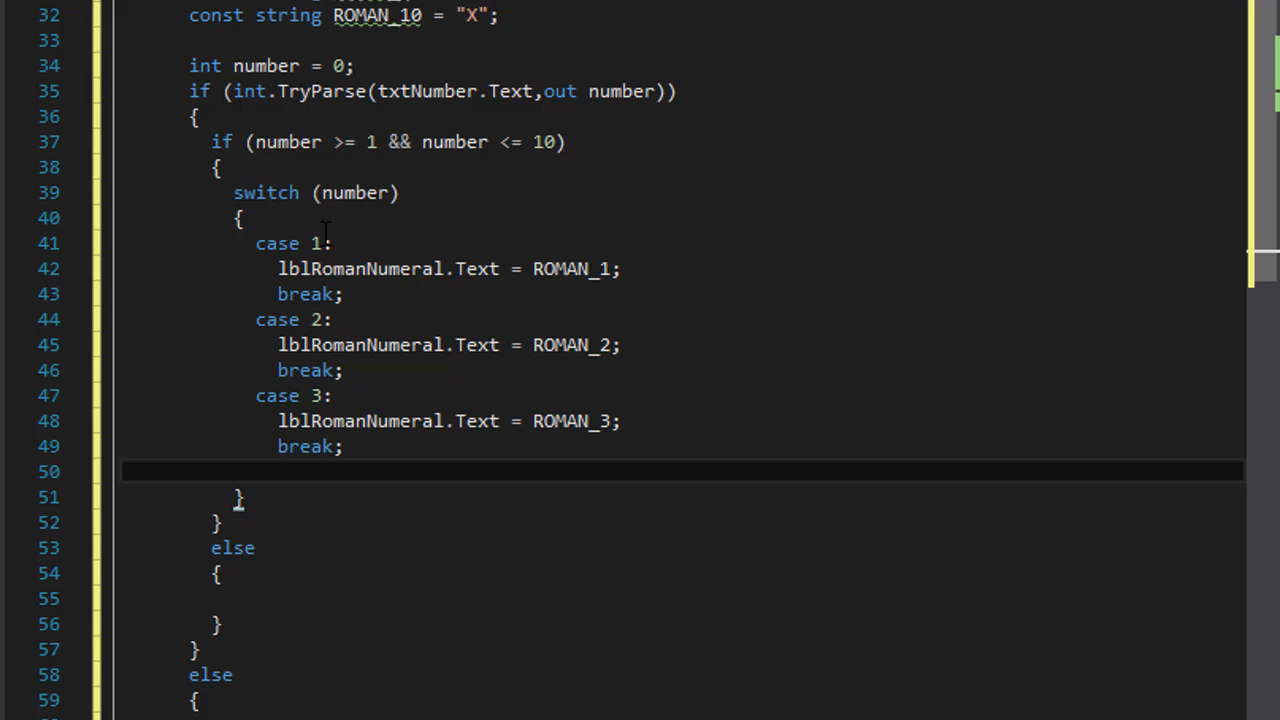 32 const string ROMAN_10 = "X";
33
34 int number = 0;
35 if (int.TryParse(txtNumber.Text,out number))
36 {
37 if (number >= 1 && number <= 10)
38 {
39 switch (number)
40 {
41 case 1:
42 lblRomanNumeral.Text = ROMAN_1;
43 break;
44 case 2:
45 lblRomanNumeral.Text = ROMAN_2;
46 break;
47 case 3:
48 lblRomanNumeral.Text = ROMAN_3;
49 break;
50
51 }
52 }
53 else
54 {
55
56 }
57 }
58 else
59 {